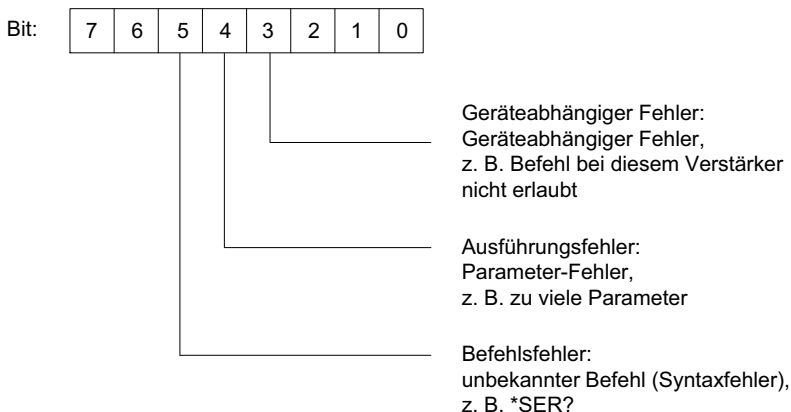 Bit: 7 6 5 4 3 2 1 0
Geräteabhängiger Fehler:
Geräteabhängiger Fehler,
z. B. Befehl bei diesem Verstärker
nicht erlaubt
Ausführungsfehler:
Parameter-Fehler,
z. B. zu viele Parameter
Befehlsfehler:
unbekannter Befehl (Syntaxfehler),
z. B. *SER?